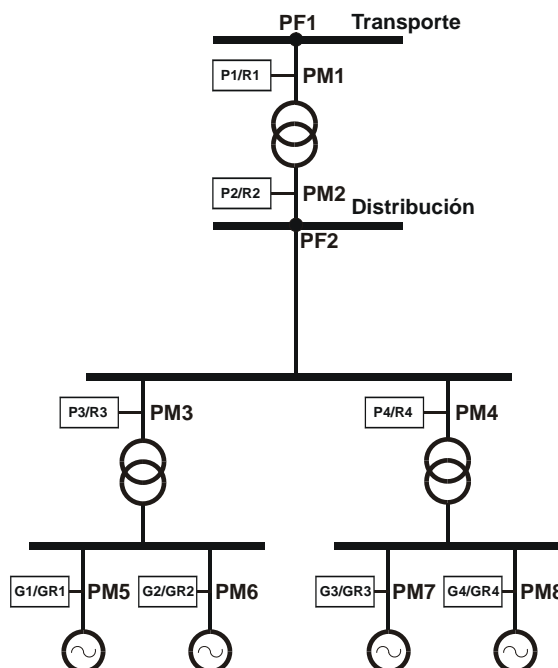 PF1 Transporte
P1/R1 PM1
P2/R2 PM2
Distribución
PF2
P3/R3 PM3 P4/R4 PM4
G1/GR1 PM5 G2/GR2 PM6 G3/GR3 PM7 G4/GR4 PM8